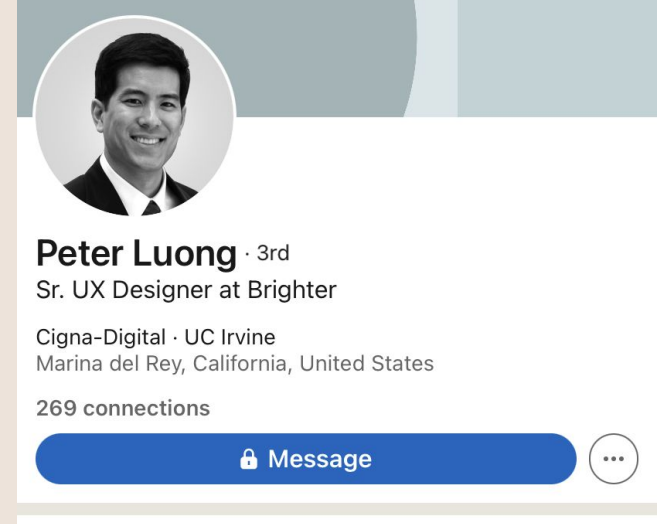 Peter Luong · 3rd
Sr. UX Designer at Brighter
Cigna-Digital · UC Irvine
Marina del Rey, California, United States
269 connections
Message